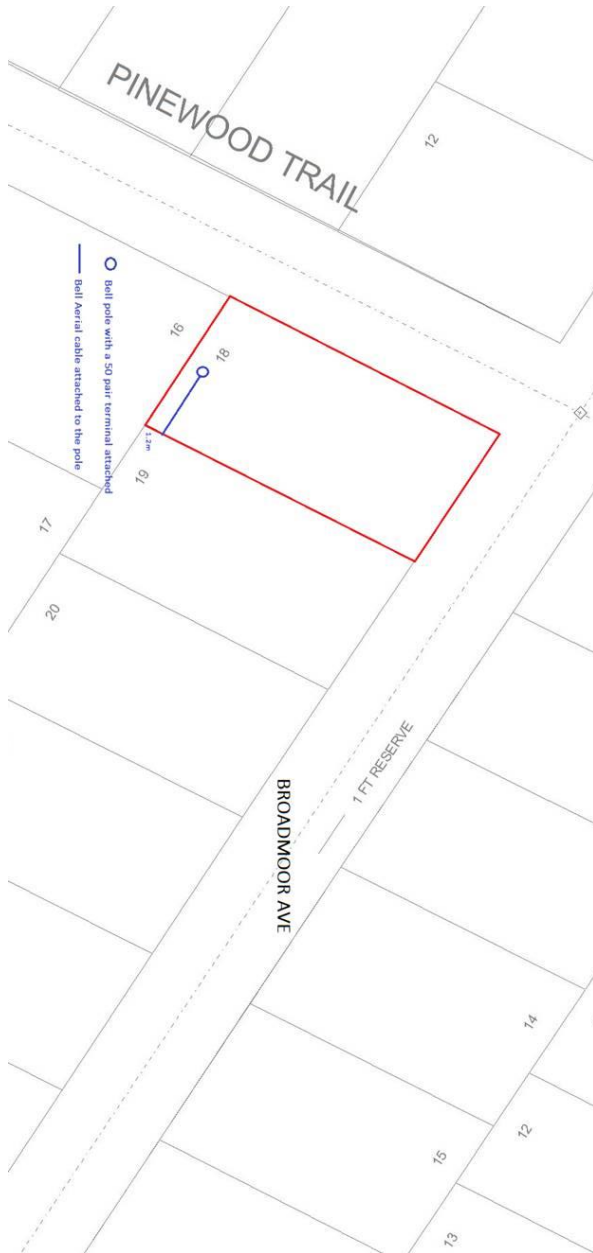 PINEWOOD TRAIL
12
16
18
Bell pole with a 50 pair terminal attached
Bell Aerial cable attached to the pole
1.2m
19
17
20
1 FT RESERVE
BROADMOOR AVE
14
12
15
13